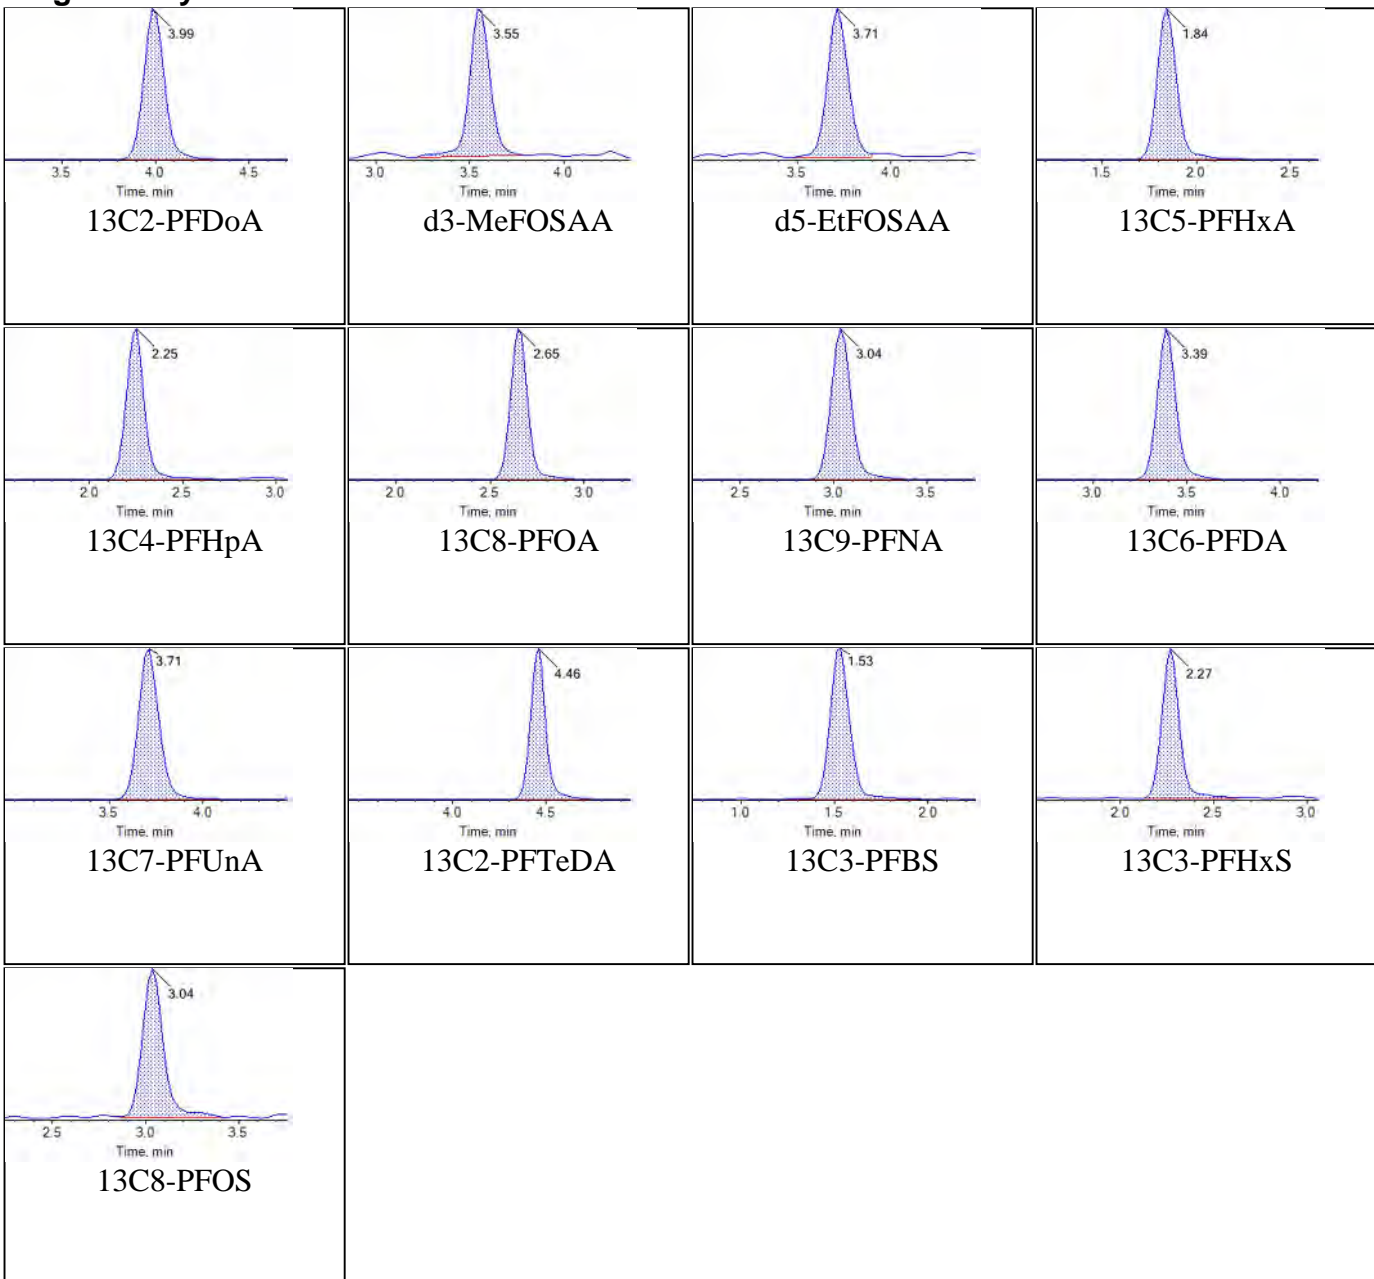 3.99
3.5 4.0 4.5
Time, min
13C2-PFDoA
3.55
3.0 3.5 4.0
Time, min
d3-MeFOSAA
3.71
3.5 4.0
Time, min
d5-EtFOSAA
1.84
1.5 2.0 2.5
Time, min
13C5-PFHxA
2.25
2.0 2.5 3.0
Time, min
13C4-PFHpA
2.65
2.0 2.5 3.0
Time, min
13C8-PFOA
3.04
2.5 3.0 3.5
Time, min
13C9-PFNA
3.39
3.0 3.5 4.0
Time, min
13C6-PFDA
3.71
3.5 4.0
Time, min
13C7-PFUnA
4.46
4.0 4.5
Time, min
13C2-PFTeDA
1.53
1.0 1.5 2.0
Time, min
13C3-PFBS
2.27
2.0 2.5 3.0
Time, min
13C3-PFHxS
3.04
2.5 3.0 3.5
Time, min
13C8-PFOS